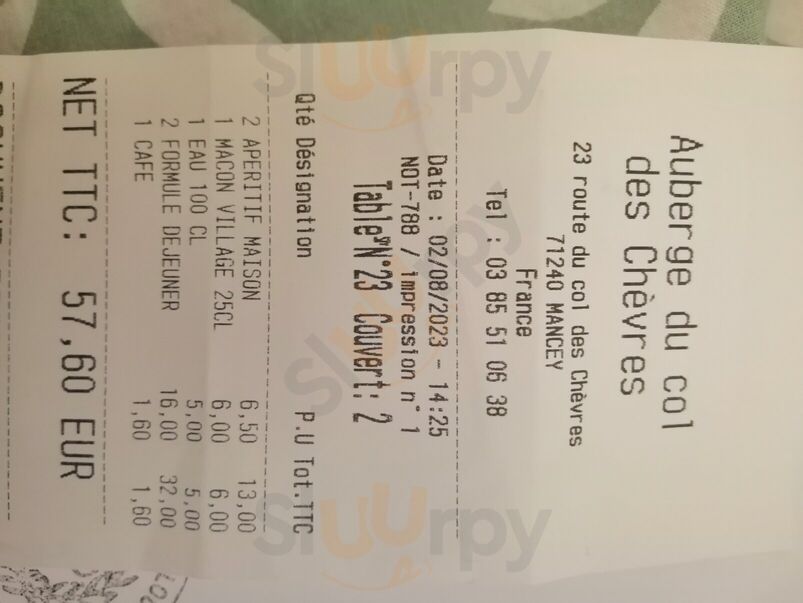 Auberge du col
des Chèvres
23 route du col des Chèvres
71240 MANCEY
France
Tel : 03 85 51 06 38
Date : 02/08/2023 - 14:25
NOT-788 / impression n° 1
Table N°23 Couvert: 2
Qté Désignation P.U Tot.TTC
2 APERITIF MAISON 6,50 13,00
1 MACON VILLAGE 25CL 6,00 6,00
1 EAU 100 CL 5,00 5,00
2 FORMULE DEJEUNER 16,00 32,00
1 CAFE 1,60 1,60
NET TTC: 57,60 EUR
Sluurpy
Sluurpy
Sluurpy